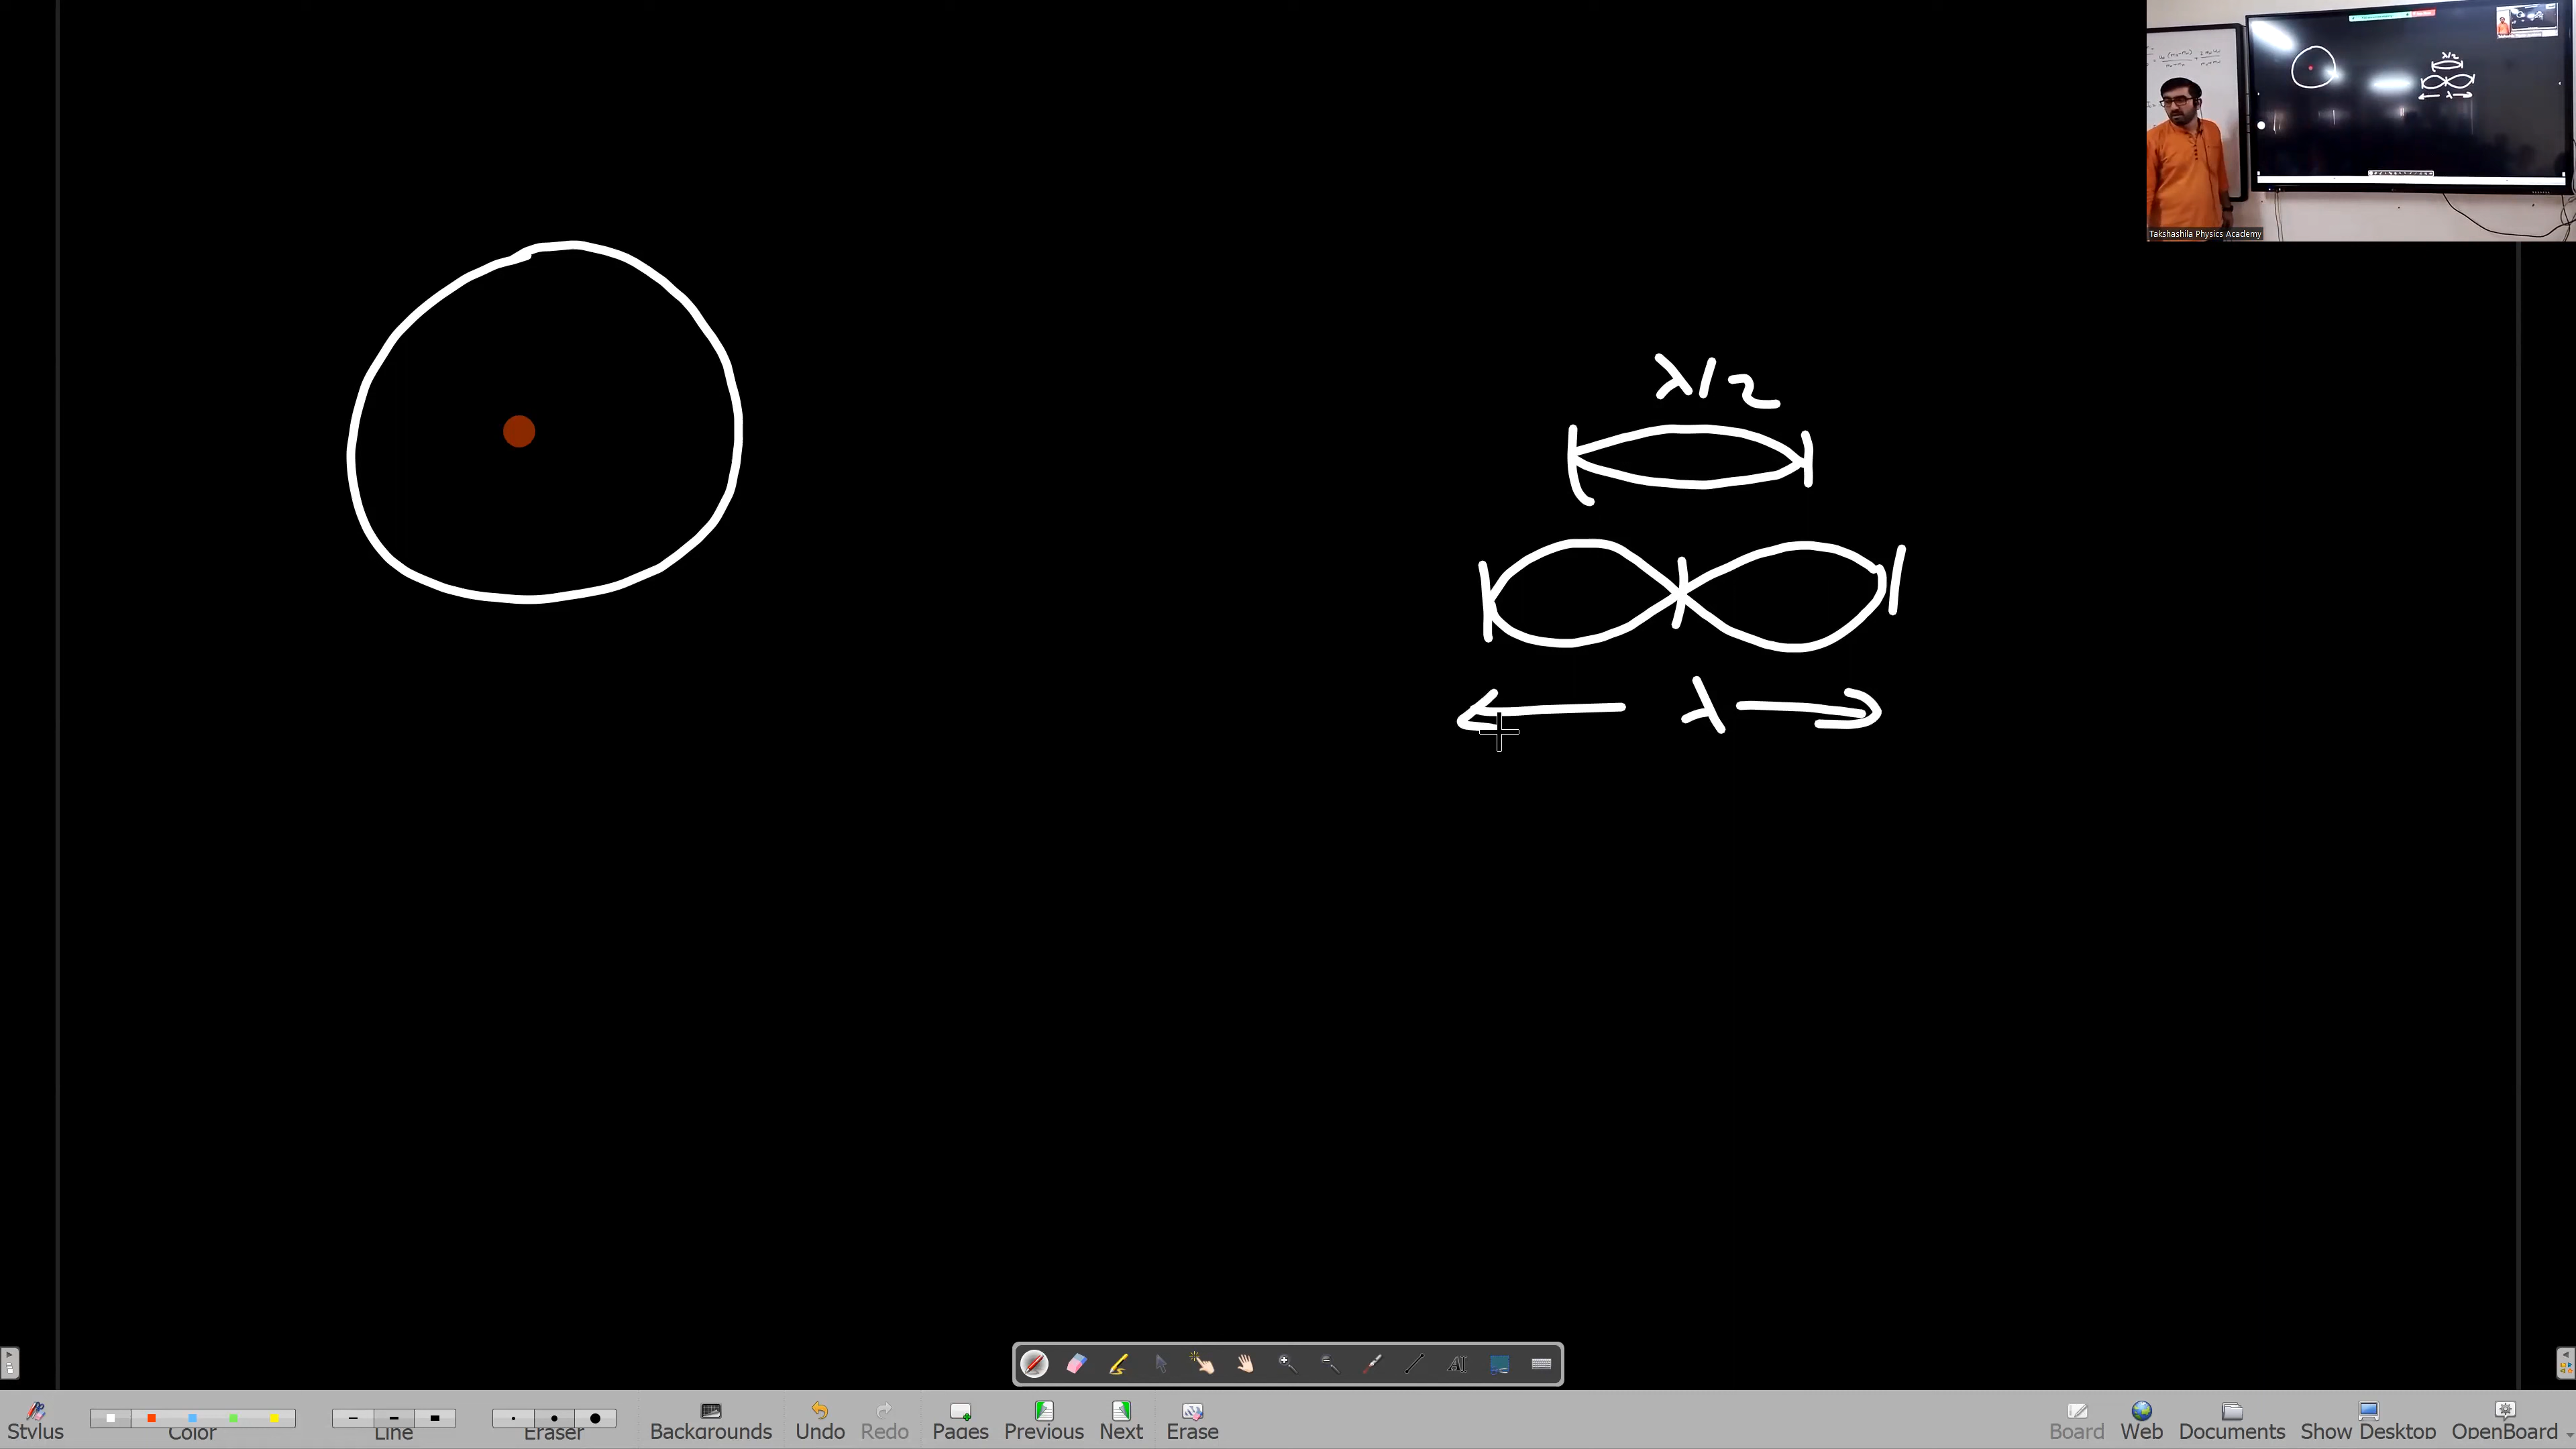 Takshashila Physics Academy
λ/2
λ
Stylus Color Line Eraser Backgrounds Undo Redo Pages Previous Next Erase Board Web Documents Show Desktop OpenBoard